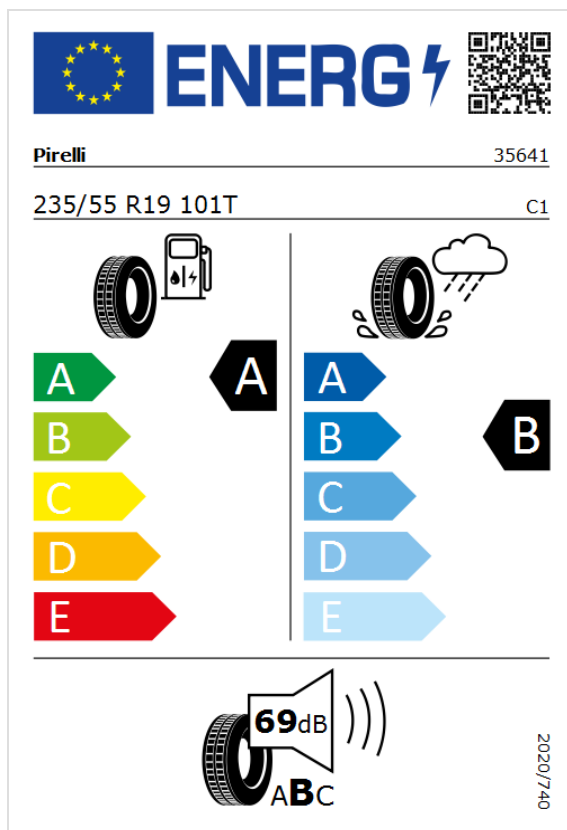 ENERG
Pirelli 35641
235/55 R19 101T C1
A A A
B B B
C C
D D
E E
69dB
ABC
2020/740